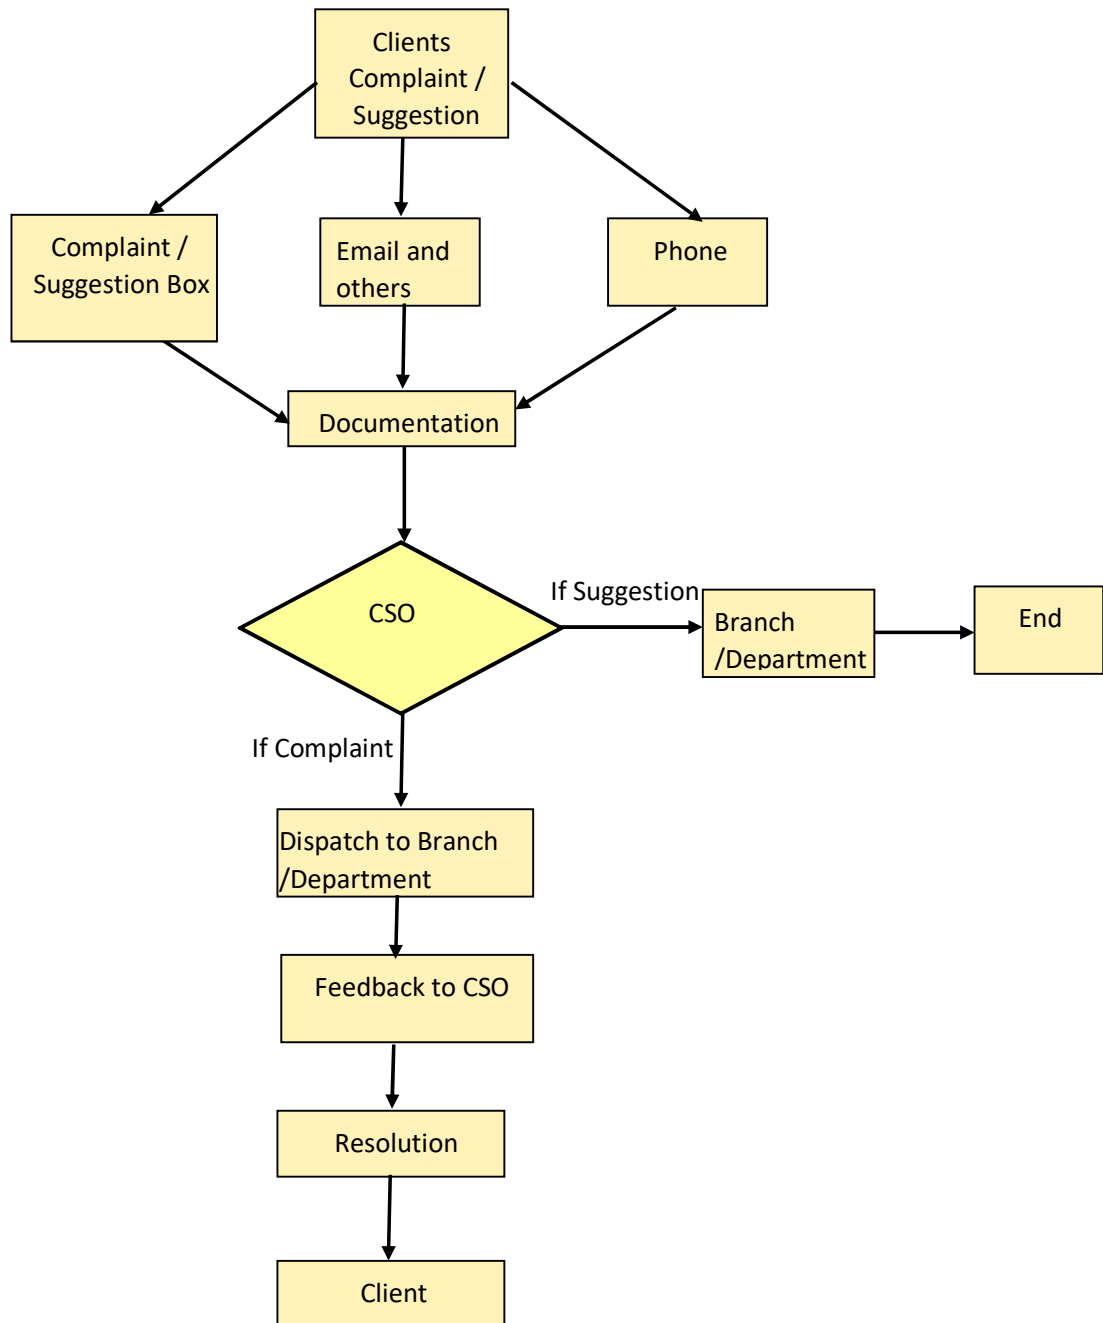 Clients
Complaint /
Suggestion
Complaint /
Suggestion Box
Email and
others
Phone
Documentation
CSO
If Suggestion
Branch
/Department
End
If Complaint
Dispatch to Branch
/Department
Feedback to CSO
Resolution
Client